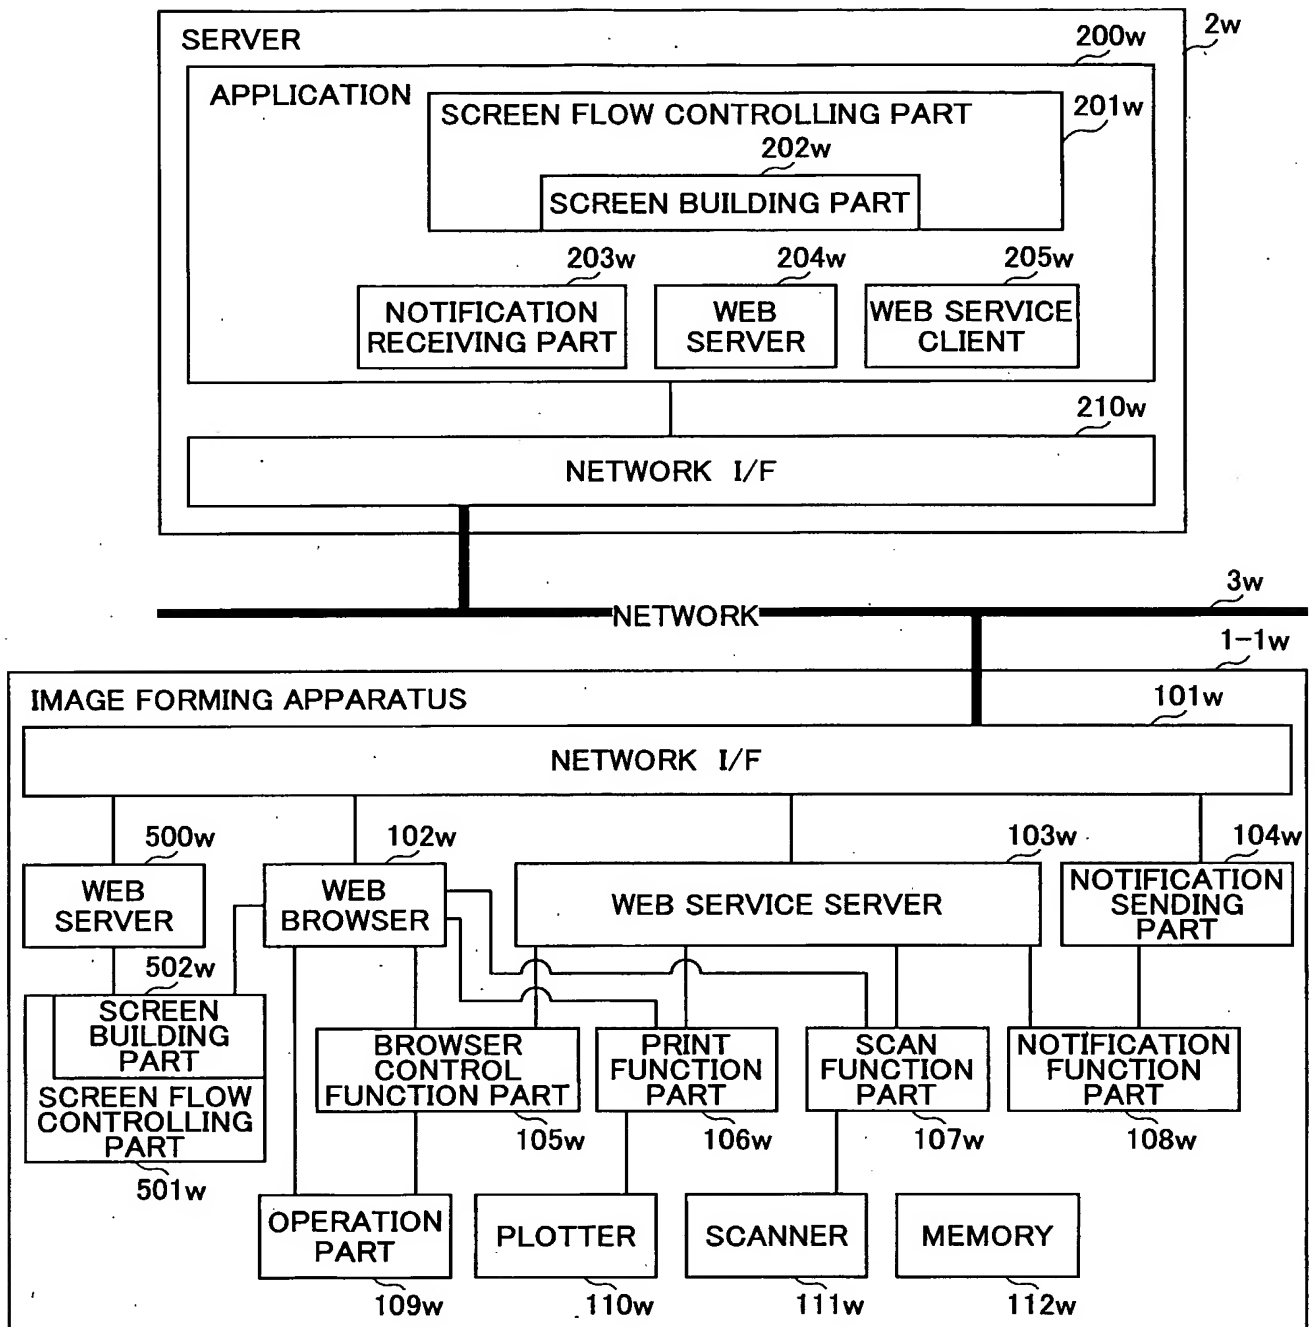 SERVER
2w
200w
APPLICATION
SCREEN FLOW CONTROLLING PART
201w
202w
SCREEN BUILDING PART
203w
204w
205w
NOTIFICATION
RECEIVING PART
WEB
SERVER
WEB SERVICE
CLIENT
210w
NETWORK I/F
3w
NETWORK
1-1w
IMAGE FORMING APPARATUS
101w
NETWORK I/F
500w
102w
103w
104w
WEB
SERVER
WEB
BROWSER
WEB SERVICE SERVER
NOTIFICATION
SENDING
PART
502w
SCREEN
BUILDING
PART
SCREEN FLOW
CONTROLLING
PART
501w
BROWSER
CONTROL
FUNCTION PART
105w
PRINT
FUNCTION
PART
106w
SCAN
FUNCTION
PART
107w
NOTIFICATION
FUNCTION
PART
108w
OPERATION
PART
109w
PLOTTER
110w
SCANNER
111w
MEMORY
112w